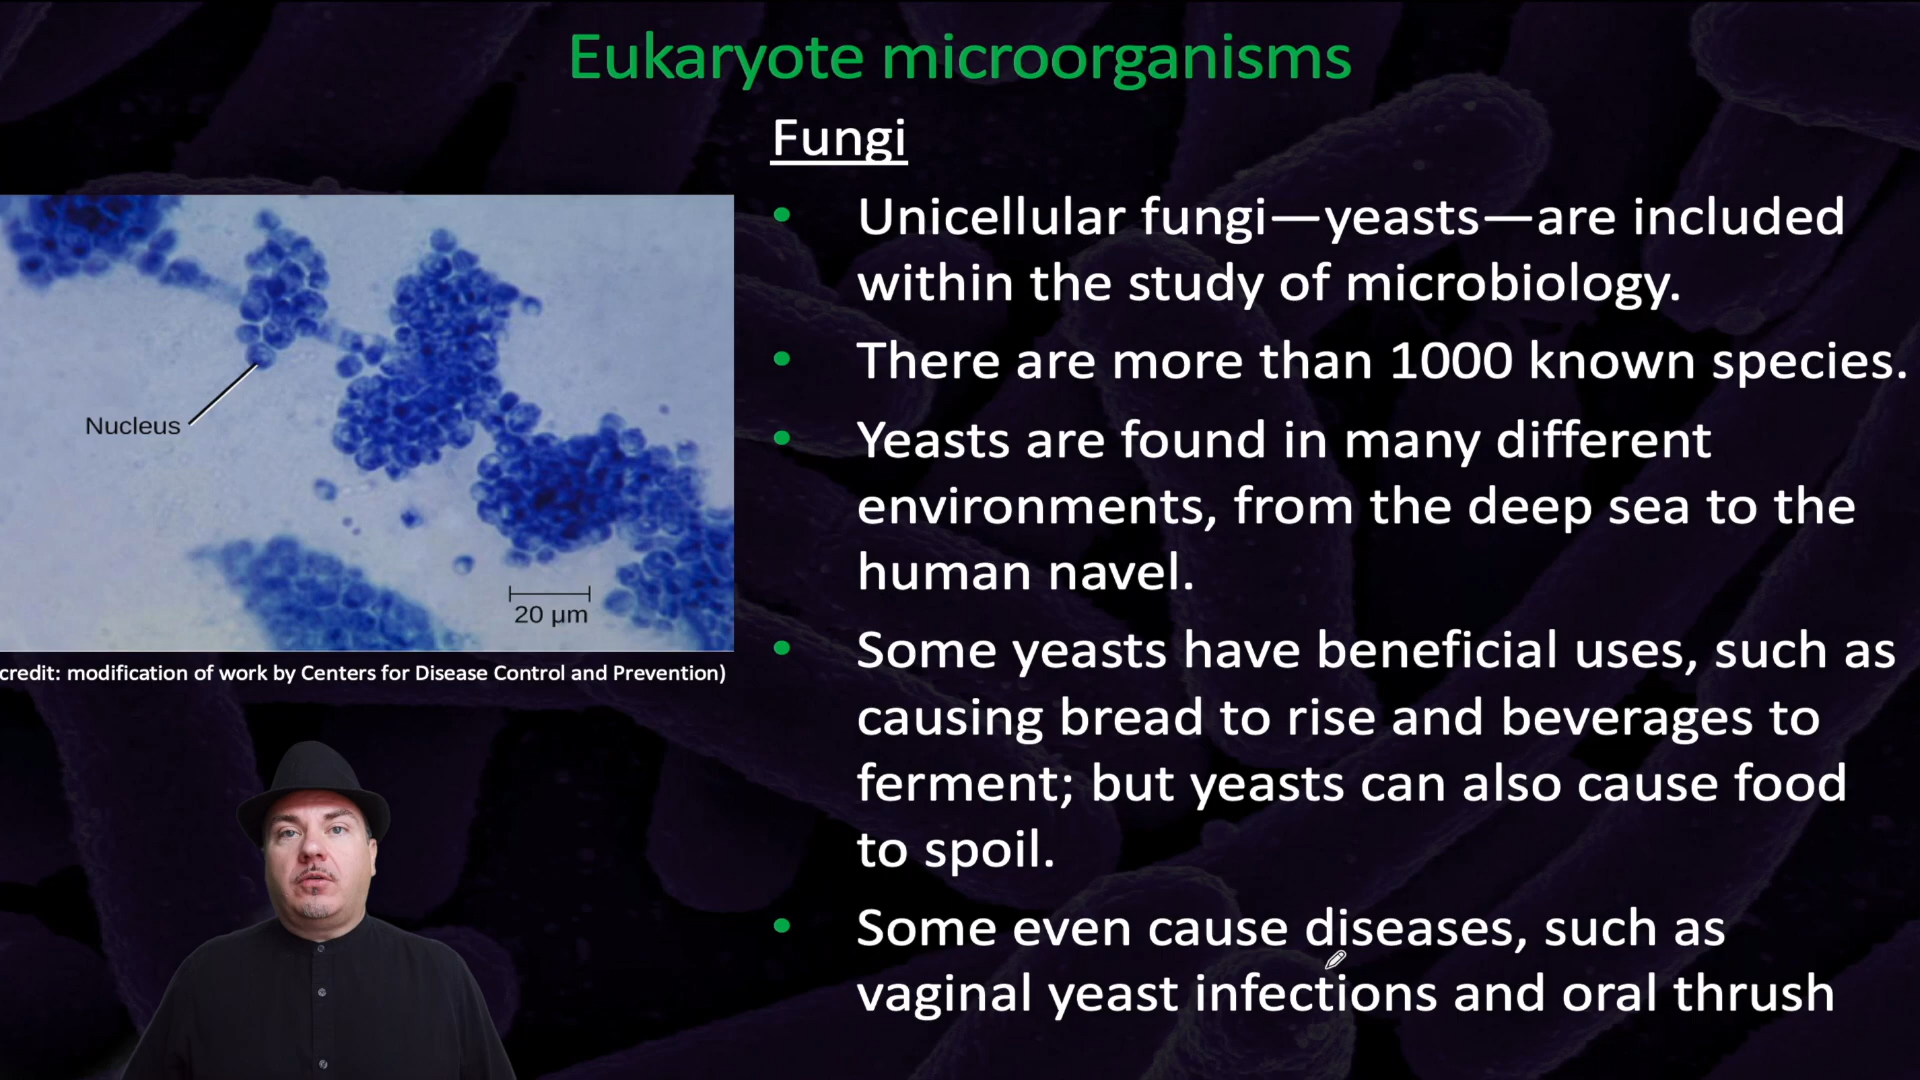 Eukaryote microorganisms
Fungi
Unicellular fungi—yeasts—are included
within the study of microbiology.
There are more than 1000 known species.
Yeasts are found in many different
environments, from the deep sea to the
human navel.
Some yeasts have beneficial uses, such as
causing bread to rise and beverages to
ferment; but yeasts can also cause food
to spoil.
Some even cause diseases, such as
vaginal yeast infections and oral thrush
Nucleus
20 µm
credit: modification of work by Centers for Disease Control and Prevention)